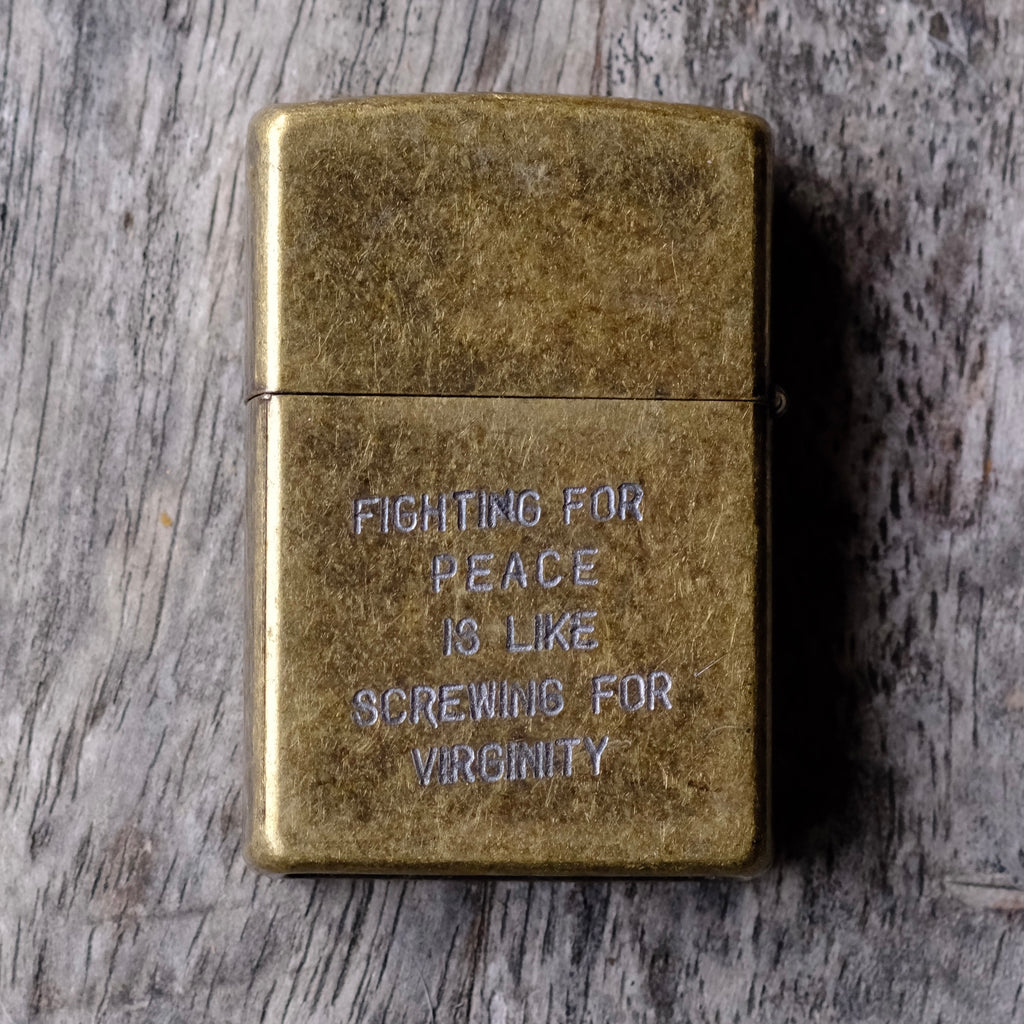 FIGHTING FOR
PEACE
IS LIKE
SCREWING FOR
VIRGINITY